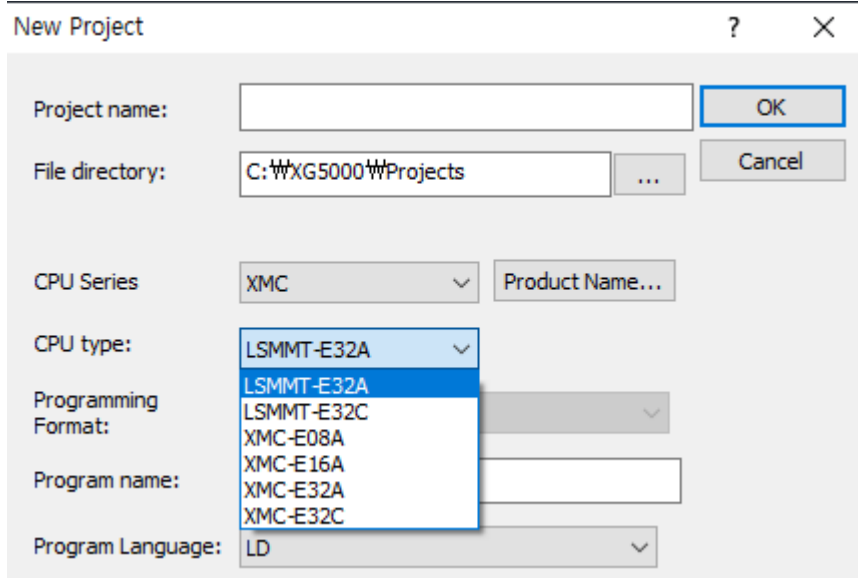 New Project
?
Project name:
OK
File directory:
C:₩XG5000₩Projects
...
Cancel
CPU Series
XMC
Product Name...
CPU type:
LSMMT-E32A
LSMMT-E32A
LSMMT-E32C
XMC-E08A
XMC-E16A
XMC-E32A
XMC-E32C
Programming
Format:
Program name:
Program Language:
LD